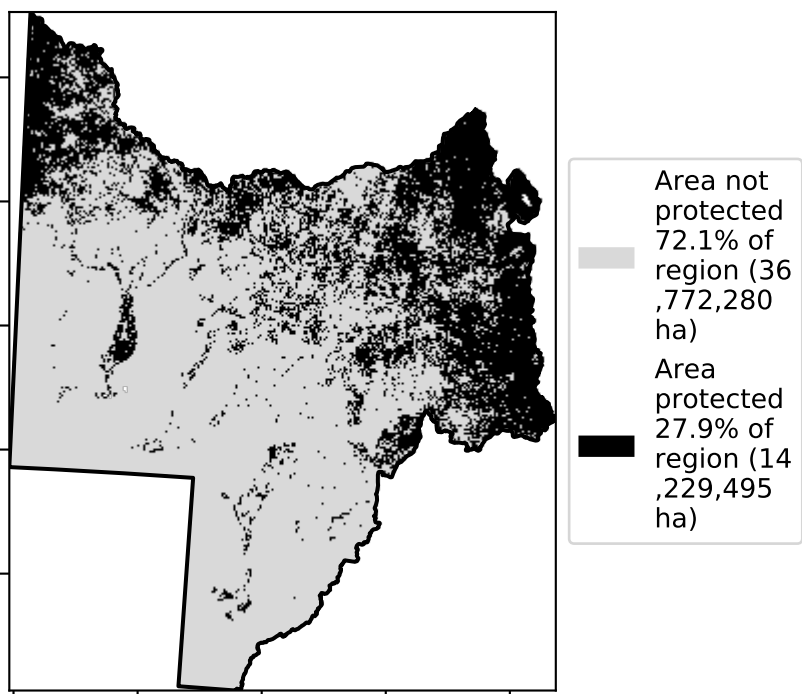 Area not
protected
72.1% of
region (36
,772,280
ha)
Area
protected
27.9% of
region (14
,229,495
ha)